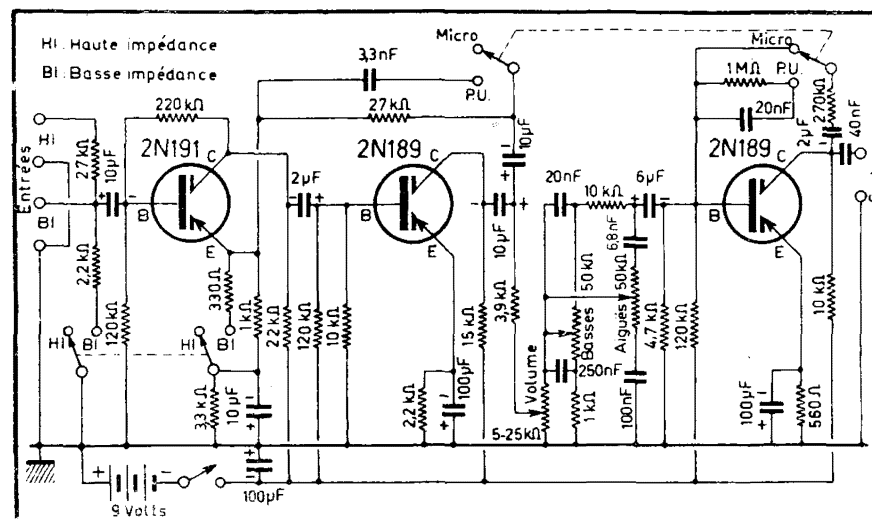 HI : Haute impédance
BI : Basse impédance
Micro
3,3nF
P.U.
Micro
1MΩ
P.U.
20nF
270kΩ
2µF
40nF
220kΩ
27kΩ
Entrées
HI
BI
27kΩ
10µF
2N191
C
B
E
2µF
2N189
C
B
E
10µF
10µF
20nF
10kΩ
6µF
2N189
C
B
E
2,2kΩ
120kΩ
330Ω
1kΩ
22kΩ
120kΩ
10kΩ
15kΩ
3,9kΩ
6,8nF
50kΩ
Basses
50kΩ
Aiguës
4,7kΩ
120kΩ
10kΩ
HI
BI
HI
BI
3,3kΩ
10µF
2,2kΩ
100µF
Volume
5-25kΩ
250nF
1kΩ
100nF
100µF
560Ω
9 Volts
100µF